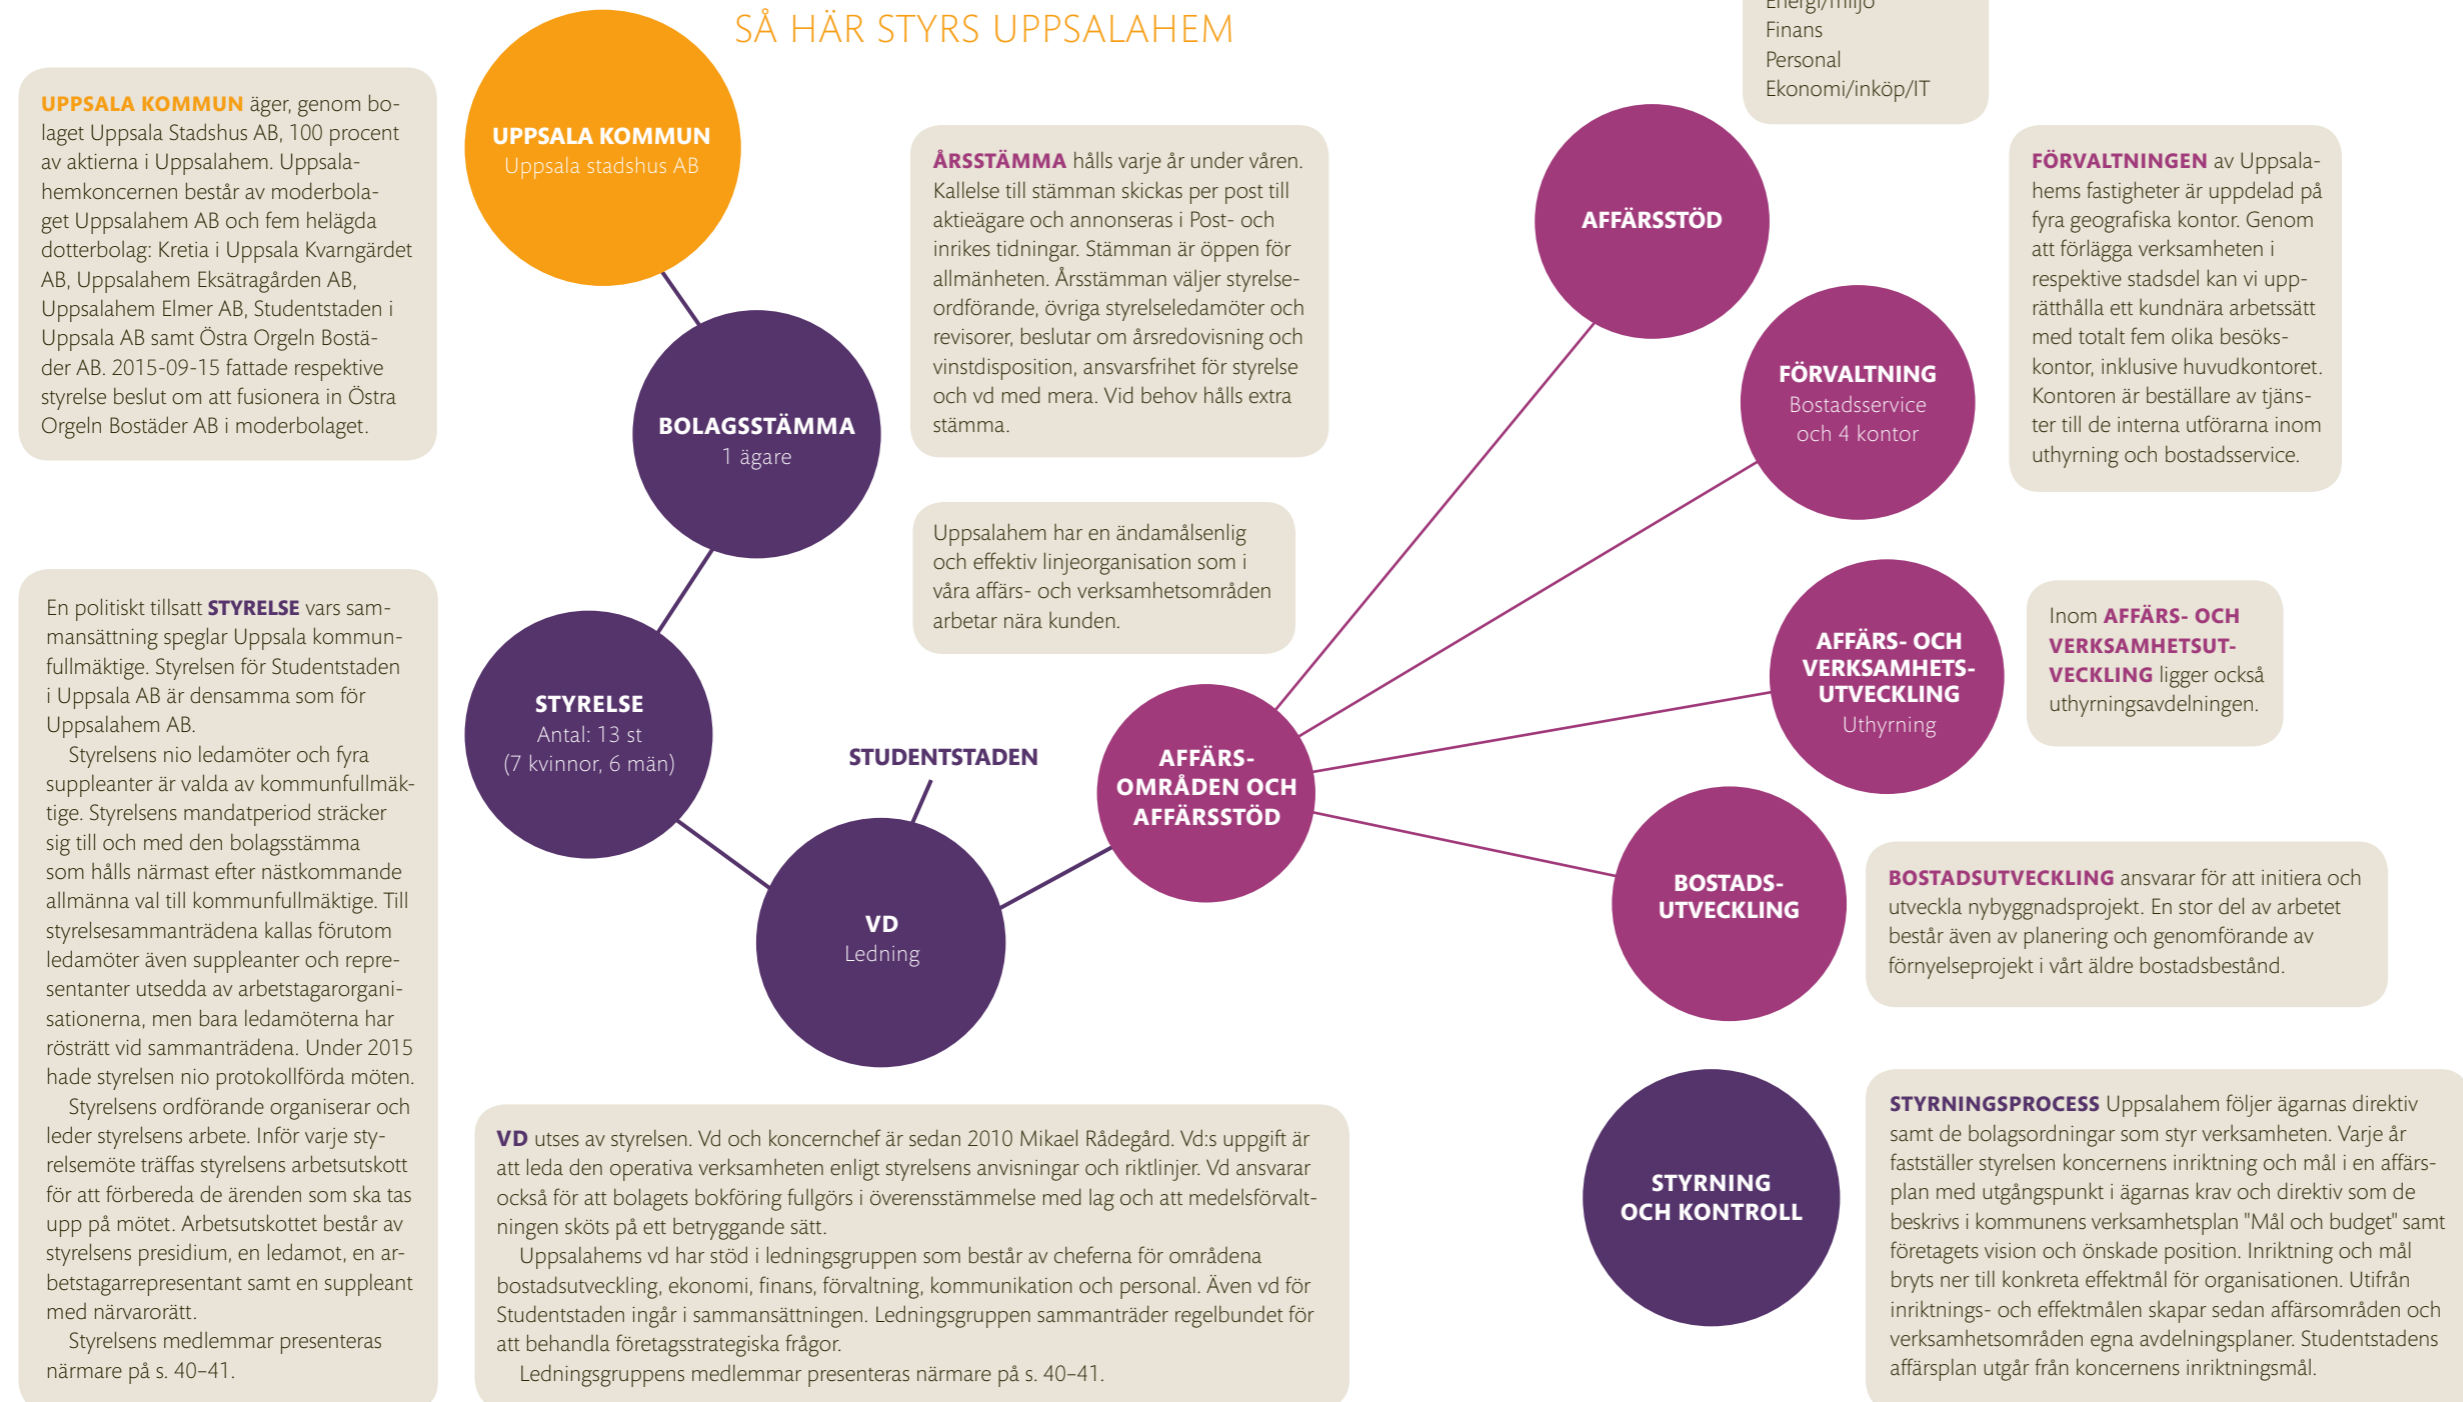 SÅ HÄR STYRS UPPSALAHEM
UPPSALA KOMMUN äger, genom bo-
laget Uppsala Stadshus AB, 100 procent
av aktierna i Uppsalahem. Uppsala-
hemkoncernen består av moderbola-
get Uppsalahem AB och fem helägda
dotterbolag: Kretia i Uppsala Kvarngärdet
AB, Uppsalahem Eksätragården AB,
Uppsalahem Elmer AB, Studentstaden i
Uppsala AB samt Östra Orgeln Bostä-
der AB. 2015-09-15 fattade respektive
styrelse beslut om att fusionera in Östra
Orgeln Bostäder AB i moderbolaget.
UPPSALA KOMMUN
Uppsala stadshus AB
BOLAGSSTÄMMA
1 ägare
ÅRSSTÄMMA hålls varje år under våren.
Kallelse till stämman skickas per post till
aktieägare och annonseras i Post- och
inrikes tidningar. Stämman är öppen för
allmänheten. Årsstämman väljer styrelse-
ordförande, övriga styrelseledamöter och
revisorer, beslutar om årsredovisning och
vinstdisposition, ansvarsfrihet för styrelse
och vd med mera. Vid behov hålls extra
stämma.
Uppsalahem har en ändamålsenlig
och effektiv linjeorganisation som i
våra affärs- och verksamhetsområden
arbetar nära kunden.
En politiskt tillsatt STYRELSE vars sam-
mansättning speglar Uppsala kommun-
fullmäktige. Styrelsen för Studentstaden
i Uppsala AB är densamma som för
Uppsalahem AB.
Styrelsens nio ledamöter och fyra
suppleanter är valda av kommunfullmäk-
tige. Styrelsens mandatperiod sträcker
sig till och med den bolagsstämma
som hålls närmast efter nästkommande
allmänna val till kommunfullmäktige. Till
styrelsesammanträdena kallas förutom
ledamöter även suppleanter och repre-
sentanter utsedda av arbetstagarorgani-
sationerna, men bara ledamöterna har
rösträtt vid sammanträdena. Under 2015
hade styrelsen nio protokollförda möten.
Styrelsens ordförande organiserar och
leder styrelsens arbete. Inför varje sty-
relsemöte träffas styrelsens arbetsutskott
för att förbereda de ärenden som ska tas
upp på mötet. Arbetsutskottet består av
styrelsens presidium, en ledamot, en ar-
betstagarrepresentant samt en suppleant
med närvarorätt.
Styrelsens medlemmar presenteras
närmare på s. 40–41.
STYRELSE
Antal: 13 st
(7 kvinnor, 6 män)
STUDENTSTADEN
VD
Ledning
AFFÄRS-
OMRÅDEN OCH
AFFÄRSSTÖD
VD utses av styrelsen. Vd och koncernchef är sedan 2010 Mikael Rådegård. Vd:s uppgift är
att leda den operativa verksamheten enligt styrelsens anvisningar och riktlinjer. Vd ansvarar
också för att bolagets bokföring fullgörs i överensstämmelse med lag och att medelsförvalt-
ningen sköts på ett betryggande sätt.
Uppsalahems vd har stöd i ledningsgruppen som består av cheferna för områdena
bostadsutveckling, ekonomi, finans, förvaltning, kommunikation och personal. Även vd för
Studentstaden ingår i sammansättningen. Ledningsgruppen sammanträder regelbundet för
att behandla företagsstrategiska frågor.
Ledningsgruppens medlemmar presenteras närmare på s. 40–41.
Energi/miljö
Finans
Personal
Ekonomi/inköp/IT
AFFÄRSSTÖD
FÖRVALTNING
Bostadsservice
och 4 kontor
FÖRVALTNINGEN av Uppsala-
hems fastigheter är uppdelad på
fyra geografiska kontor. Genom
att förlägga verksamheten i
respektive stadsdel kan vi upp-
rätthålla ett kundnära arbetssätt
med totalt fem olika besöks-
kontor, inklusive huvudkontoret.
Kontoren är beställare av tjäns-
ter till de interna utförarna inom
uthyrning och bostadsservice.
AFFÄRS- OCH
VERKSAMHETS-
UTVECKLING
Uthyrning
Inom AFFÄRS- OCH
VERKSAMHETSUT-
VECKLING ligger också
uthyrningsavdelningen.
BOSTADS-
UTVECKLING
BOSTADSUTVECKLING ansvarar för att initiera och
utveckla nybyggnadsprojekt. En stor del av arbetet
består även av planering och genomförande av
förnyelseprojekt i vårt äldre bostadsbestånd.
STYRNING
OCH KONTROLL
STYRNINGSPROCESS Uppsalahem följer ägarnas direktiv
samt de bolagsordningar som styr verksamheten. Varje år
fastställer styrelsen koncernens inriktning och mål i en affärs-
plan med utgångspunkt i ägarnas krav och direktiv som de
beskrivs i kommunens verksamhetsplan "Mål och budget" samt
företagets vision och önskade position. Inriktning och mål
bryts ner till konkreta effektmål för organisationen. Utifrån
inriktnings- och effektmålen skapar sedan affärsområden och
verksamhetsområden egna avdelningsplaner. Studentstadens
affärsplan utgår från koncernens inriktningsmål.